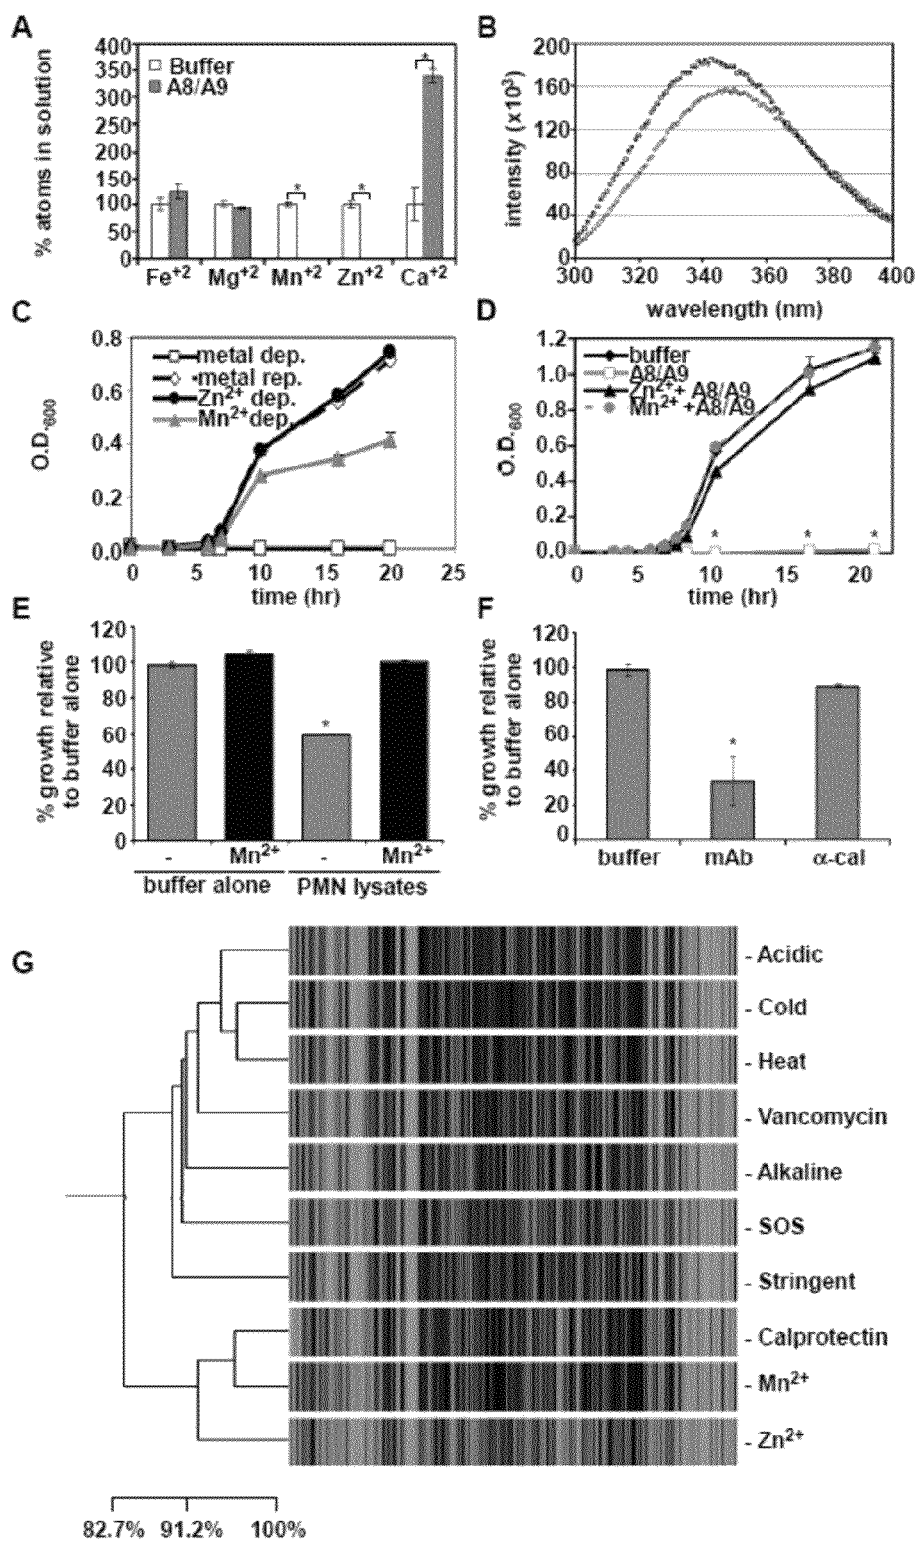 A
% atoms in solution
400
350
300
250
200
150
100
50
0
Buffer
A8/A9
*
*
*
Fe+2 Mg+2 Mn+2 Zn+2 Ca+2
B
intensity (x10³)
200
160
120
80
40
0
300 320 340 360 380 400
wavelength (nm)
C
O.D.600
0.8
0.6
0.4
0.2
0.0
metal dep.
metal rep.
Zn2+ dep.
Mn2+dep.
0 5 10 15 20 25
time (hr)
D
O.D.600
1.2
1.0
0.8
0.6
0.4
0.2
0.0
buffer
A8/A9
Zn2++ A8/A9
Mn2+ +A8/A9
* * *
0 5 10 15 20
time (hr)
E
% growth relative
to buffer alone
120
100
80
60
40
20
0
*
- Mn2+ - Mn2+
buffer alone PMN lysates
F
% growth relative
to buffer alone
120
100
80
60
40
20
0
*
buffer mAb α-cal
G
- Acidic
- Cold
- Heat
- Vancomycin
- Alkaline
- SOS
- Stringent
- Calprotectin
- Mn2+
- Zn2+
82.7% 91.2% 100%